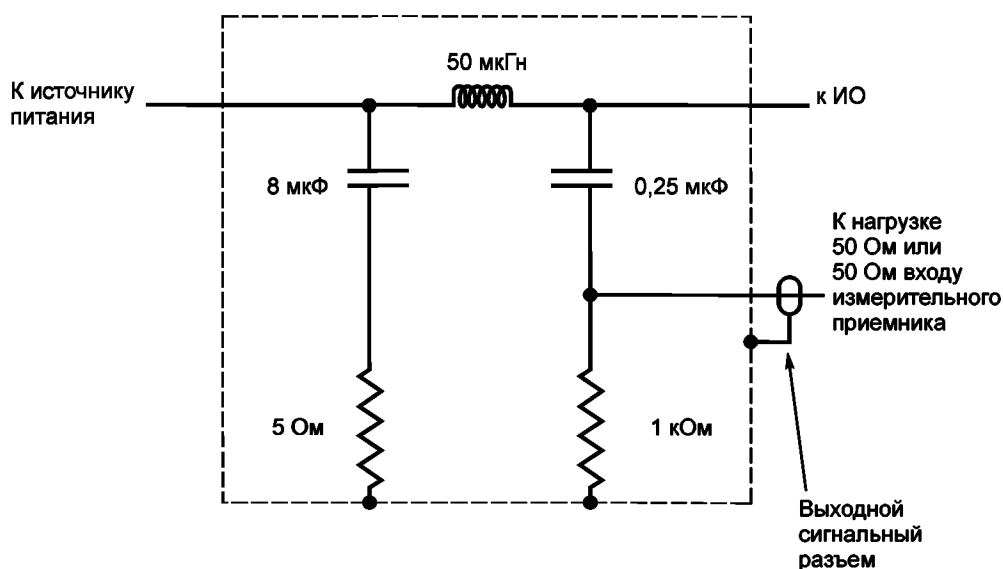 50 мкГн
К источнику
питания
к ИО
8 мкФ
0,25 мкФ
К нагрузке
50 Ом или
50 Ом входу
измерительного
приемника
5 Ом
1 кОм
Выходной
сигнальный
разъем